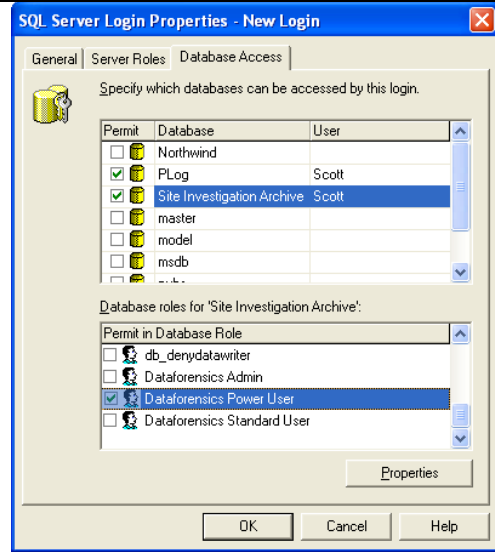 SQL Server Login Properties - New Login
General Server Roles Database Access
Specify which databases can be accessed by this login.
Permit Database User
Northwind
PLog Scott
Site Investigation Archive Scott
master
model
msdb
Database roles for 'Site Investigation Archive':
Permit in Database Role
db_denydatawriter
Dataforensics Admin
Dataforensics Power User
Dataforensics Standard User
Properties
OK Cancel Help